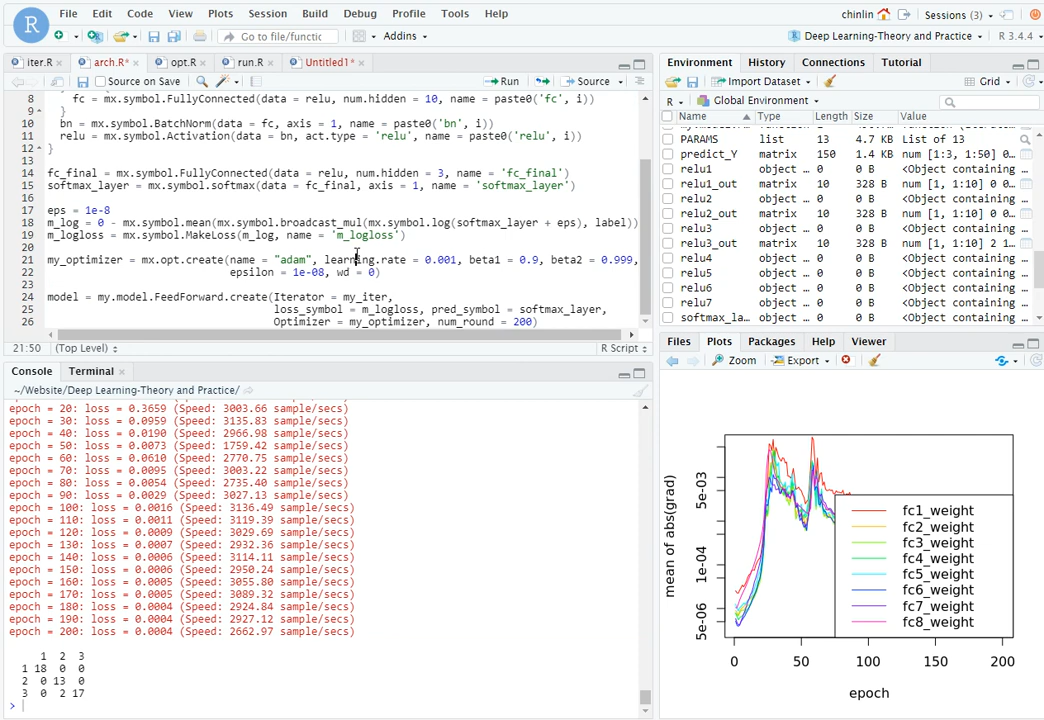 File Edit Code View Plots Session Build Debug Profile Tools Help
chinlin Sessions (3)
Go to file/functic Addins
Deep Learning-Theory and Practice R 3.4.4
iter.R arch.R* opt.R run.R Untitled1*
Source on Save Run Source
8 fc = mx.symbol.FullyConnected(data = relu, num.hidden = 10, name = paste0('fc', i))
9 }
10 bn = mx.symbol.BatchNorm(data = fc, axis = 1, name = paste0('bn', i))
11 relu = mx.symbol.Activation(data = bn, act.type = 'relu', name = paste0('relu', i))
12 }
13
14 fc_final = mx.symbol.FullyConnected(data = relu, num.hidden = 3, name = 'fc_final')
15 softmax_layer = mx.symbol.softmax(data = fc_final, axis = 1, name = 'softmax_layer')
16
17 eps = 1e-8
18 m_log = 0 - mx.symbol.mean(mx.symbol.broadcast_mul(mx.symbol.log(softmax_layer + eps), label))
19 m_logloss = mx.symbol.MakeLoss(m_log, name = 'm_logloss')
20
21 my_optimizer = mx.opt.create(name = "adam", learning.rate = 0.001, beta1 = 0.9, beta2 = 0.999,
22 epsilon = 1e-08, wd = 0)
23
24 model = my.model.FeedForward.create(Iterator = my_iter,
25 loss_symbol = m_logloss, pred_symbol = softmax_layer,
26 Optimizer = my_optimizer, num_round = 200)
21:50 (Top Level) R Script
Console Terminal
~/Website/Deep Learning-Theory and Practice/
epoch = 20: loss = 0.3659 (Speed: 3003.66 sample/secs)
epoch = 30: loss = 0.0959 (Speed: 3135.83 sample/secs)
epoch = 40: loss = 0.0190 (Speed: 2966.98 sample/secs)
epoch = 50: loss = 0.0073 (Speed: 1759.42 sample/secs)
epoch = 60: loss = 0.0610 (Speed: 2770.75 sample/secs)
epoch = 70: loss = 0.0095 (Speed: 3003.22 sample/secs)
epoch = 80: loss = 0.0054 (Speed: 2735.40 sample/secs)
epoch = 90: loss = 0.0029 (Speed: 3027.13 sample/secs)
epoch = 100: loss = 0.0016 (Speed: 3136.49 sample/secs)
epoch = 110: loss = 0.0011 (Speed: 3119.39 sample/secs)
epoch = 120: loss = 0.0009 (Speed: 3029.69 sample/secs)
epoch = 130: loss = 0.0007 (Speed: 2932.36 sample/secs)
epoch = 140: loss = 0.0006 (Speed: 3114.11 sample/secs)
epoch = 150: loss = 0.0006 (Speed: 2950.24 sample/secs)
epoch = 160: loss = 0.0005 (Speed: 3055.80 sample/secs)
epoch = 170: loss = 0.0005 (Speed: 3089.32 sample/secs)
epoch = 180: loss = 0.0004 (Speed: 2924.84 sample/secs)
epoch = 190: loss = 0.0004 (Speed: 2927.12 sample/secs)
epoch = 200: loss = 0.0004 (Speed: 2662.97 sample/secs)
1 2 3
1 18 0 0
2 0 13 0
3 0 2 17
>
Environment History Connections Tutorial
Import Dataset Grid
R Global Environment
Name Type Length Size Value
PARAMS list 13 4.7 KB List of 13
predict_Y matrix 150 1.4 KB num [1:3, 1:50] 0…
relu1 object … 0 0 B <Object containing …
relu1_out matrix 10 328 B num [1, 1:10] 0 0…
relu2 object … 0 0 B <Object containing …
relu2_out matrix 10 328 B num [1, 1:10] 0 0…
relu3 object … 0 0 B <Object containing …
relu3_out matrix 10 328 B num [1, 1:10] 2 1…
relu4 object … 0 0 B <Object containing …
relu5 object … 0 0 B <Object containing …
relu6 object … 0 0 B <Object containing …
relu7 object … 0 0 B <Object containing …
softmax_la… object … 0 0 B <Object containing …
Files Plots Packages Help Viewer
Zoom Export
mean of abs(grad)
5e-03
1e-04
5e-06
fc1_weight
fc2_weight
fc3_weight
fc4_weight
fc5_weight
fc6_weight
fc7_weight
fc8_weight
0 50 100 150 200
epoch